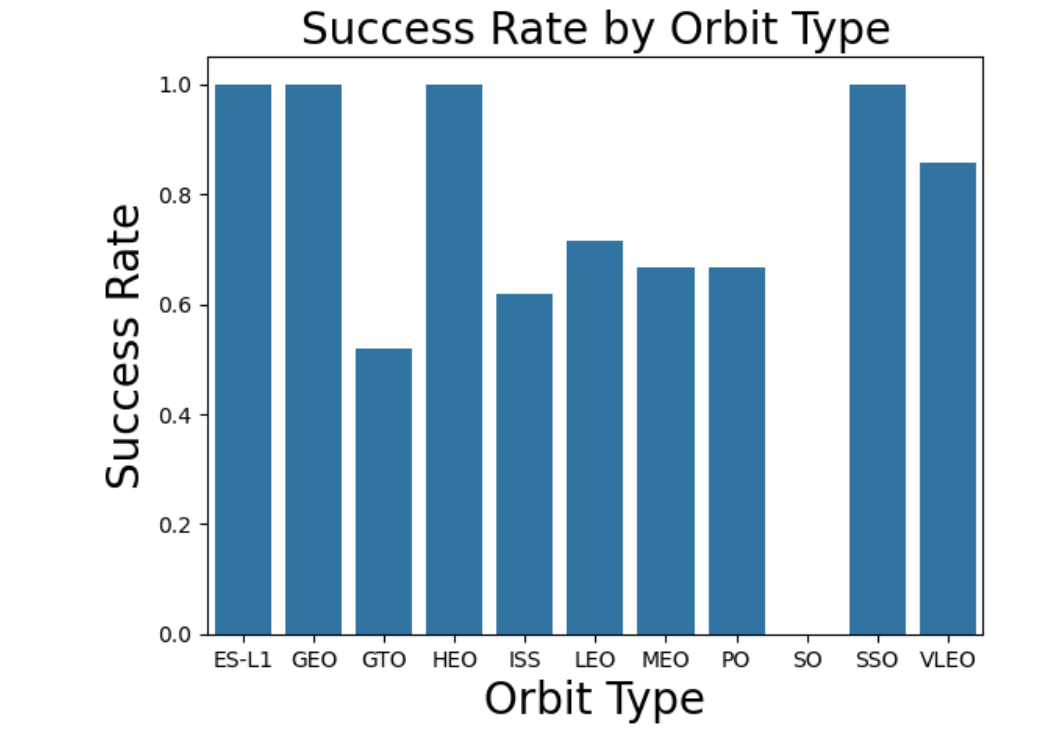 Success Rate by Orbit Type
Success Rate
1.0
0.8
0.6
0.4
0.2
0.0
ES-L1 GEO GTO HEO ISS LEO MEO PO SO SSO VLEO
Orbit Type